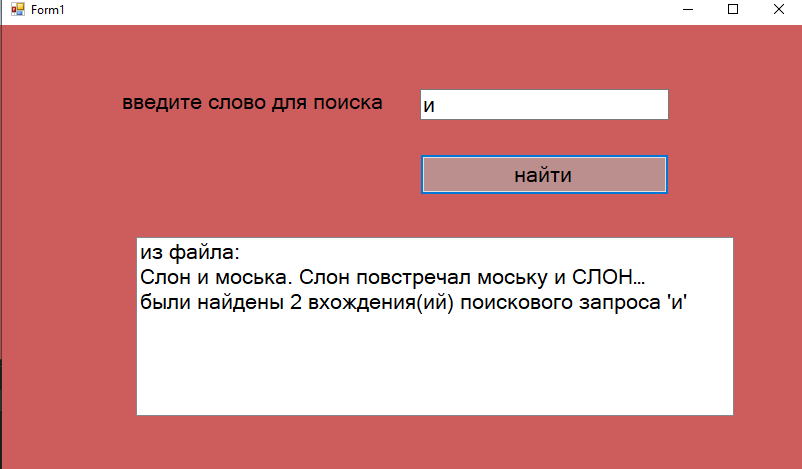 Form1
введите слово для поиска
и
найти
из файла:
Слон и моська. Слон повстречал моську и СЛОН...
были найдены 2 вхождения(ий) поискового запроса 'и'